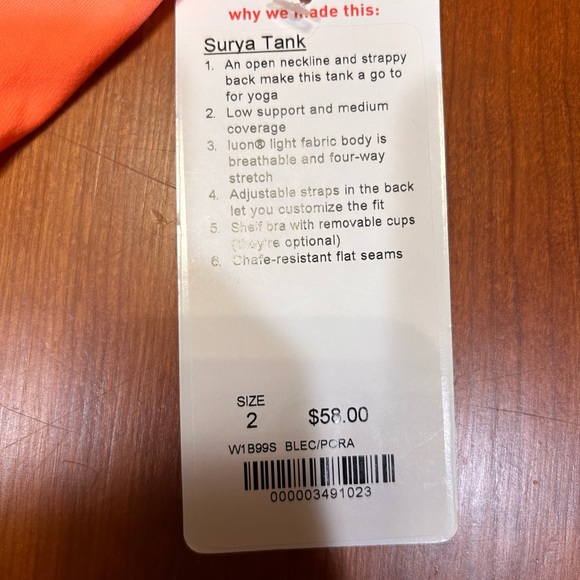 why we made this:
Surya Tank
1. An open neckline and strappy
back make this tank a go to
for yoga
2. Low support and medium
coverage
3. luon® light fabric body is
breathable and four-way
stretch
4. Adjustable straps in the back
let you customize the fit
5. Shelf bra with removable cups
(they're optional)
6. Chafe-resistant flat seams
SIZE
2 $58.00
W1B99S BLEC/PCRA
000003491023